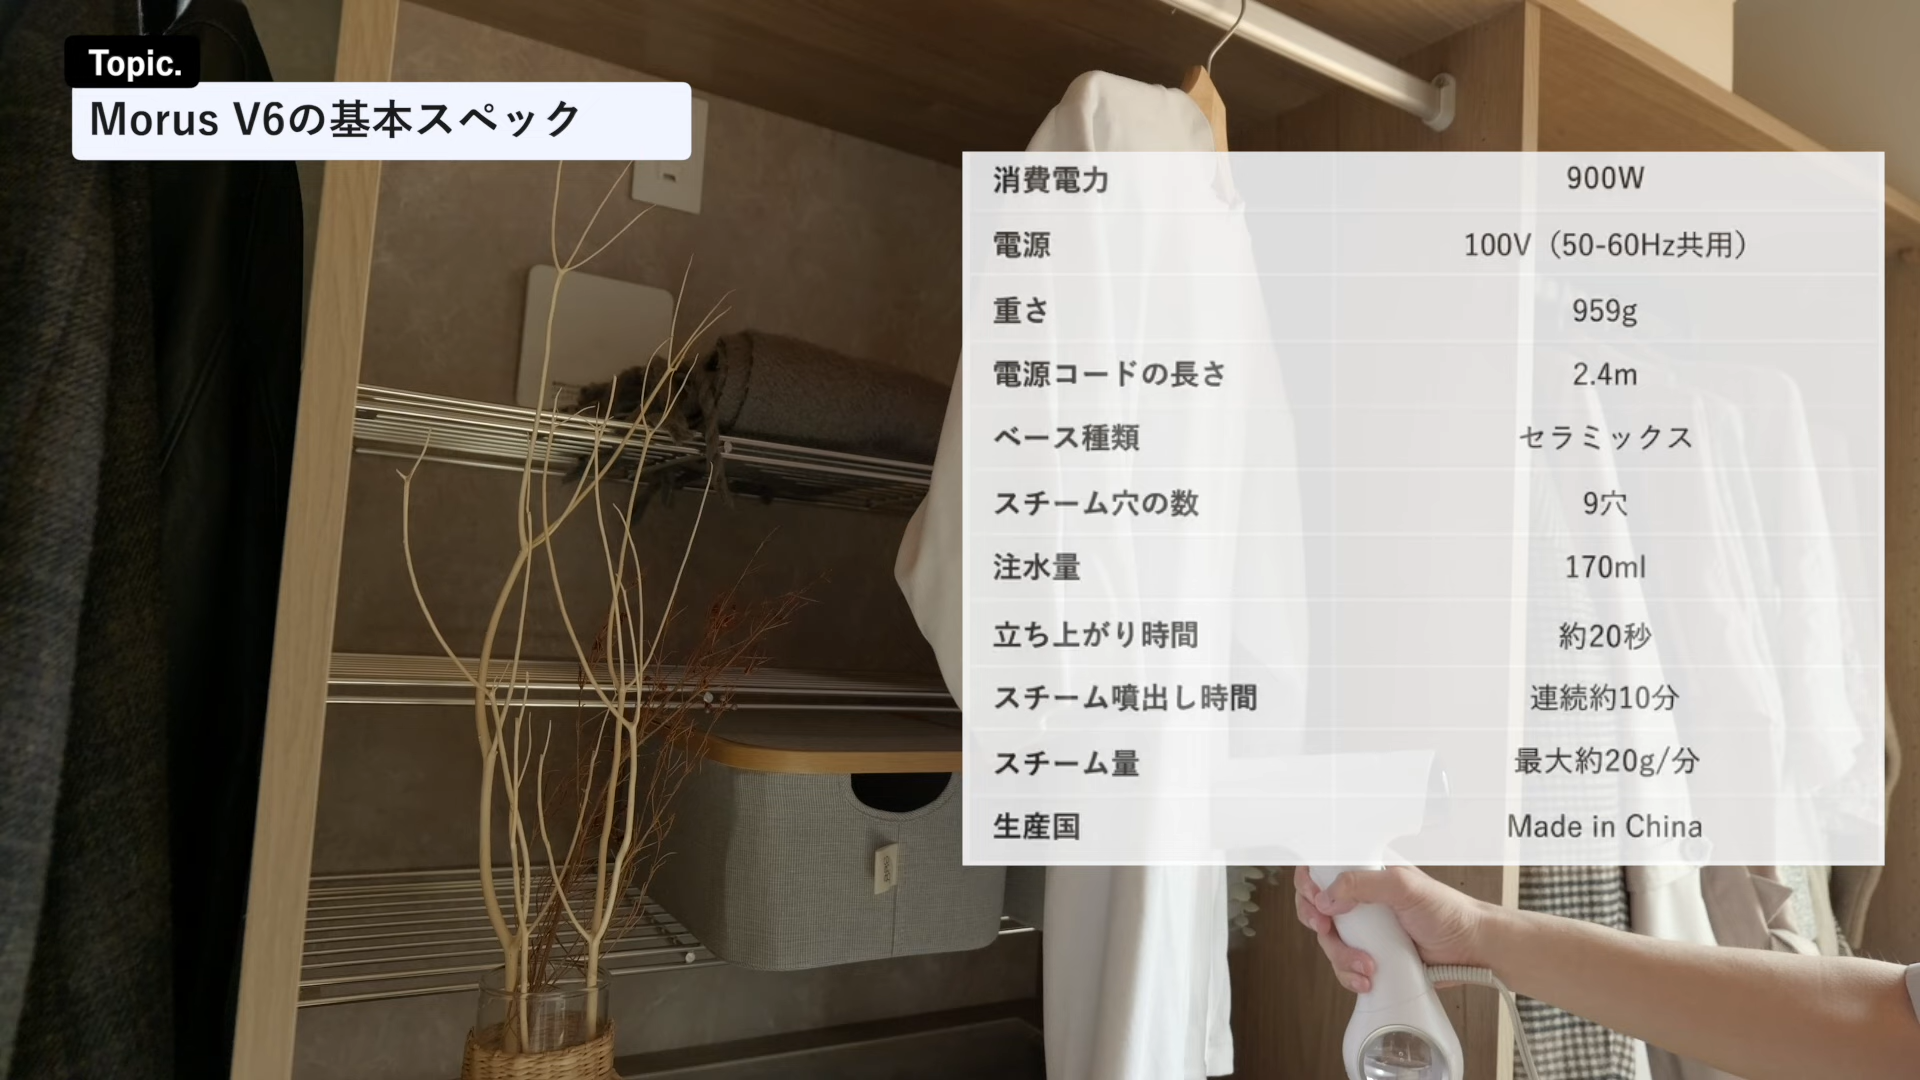 Topic.
Morus V6の基本スペック
消費電力 900W
電源 100V（50-60Hz共用）
重さ 959g
電源コードの長さ 2.4m
ベース種類 セラミックス
スチーム穴の数 9穴
注水量 170ml
立ち上がり時間 約20秒
スチーム噴出し時間 連続約10分
スチーム量 最大約20g/分
生産国 Made in China